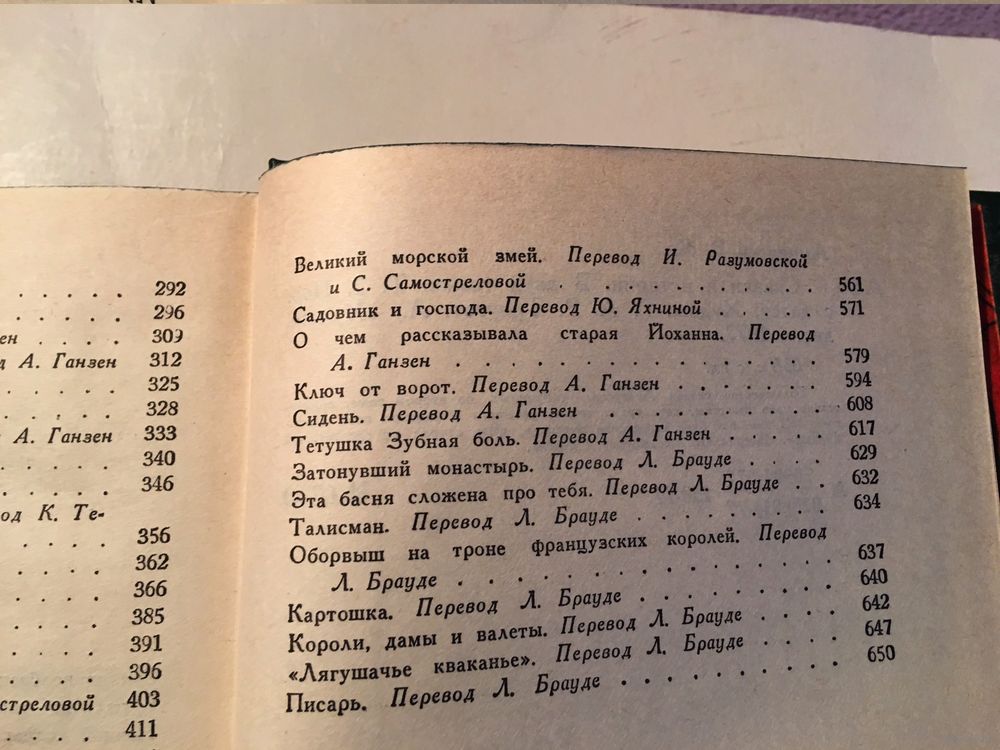 292
296
ен . . . . 309
А. Ганзен 312
325
328
А. Ганзен 333
340
346
од К. Те-
356
362
366
385
391
396
стреловой 403
411
Великий морской змей. Перевод И. Разумовской
и С. Самостреловой . . . . . . . . . . . . 561
Садовник и господа. Перевод Ю. Яхниной . . . . . 571
О чем рассказывала старая Йоханна. Перевод
А. Ганзен . . . . . . . . . . . . . . . 579
Ключ от ворот. Перевод А. Ганзен . . . . . . . 594
Сидень. Перевод А. Ганзен . . . . . . . . . . 608
Тетушка Зубная боль. Перевод А. Ганзен . . . . . 617
Затонувший монастырь. Перевод Л. Брауде . . . . 629
Эта басня сложена про тебя. Перевод Л. Брауде . . 632
Талисман. Перевод Л. Брауде . . . . . . . . 634
Оборвыш на троне французских королей. Перевод
Л. Брауде . . . . . . . . . . . . . . . 637
Картошка. Перевод Л. Брауде . . . . . . . . 640
Короли, дамы и валеты. Перевод Л. Брауде . . . . 642
«Лягушачье кваканье». Перевод Л. Брауде . . . . 647
Писарь. Перевод Л. Брауде . . . . . . . . . 650